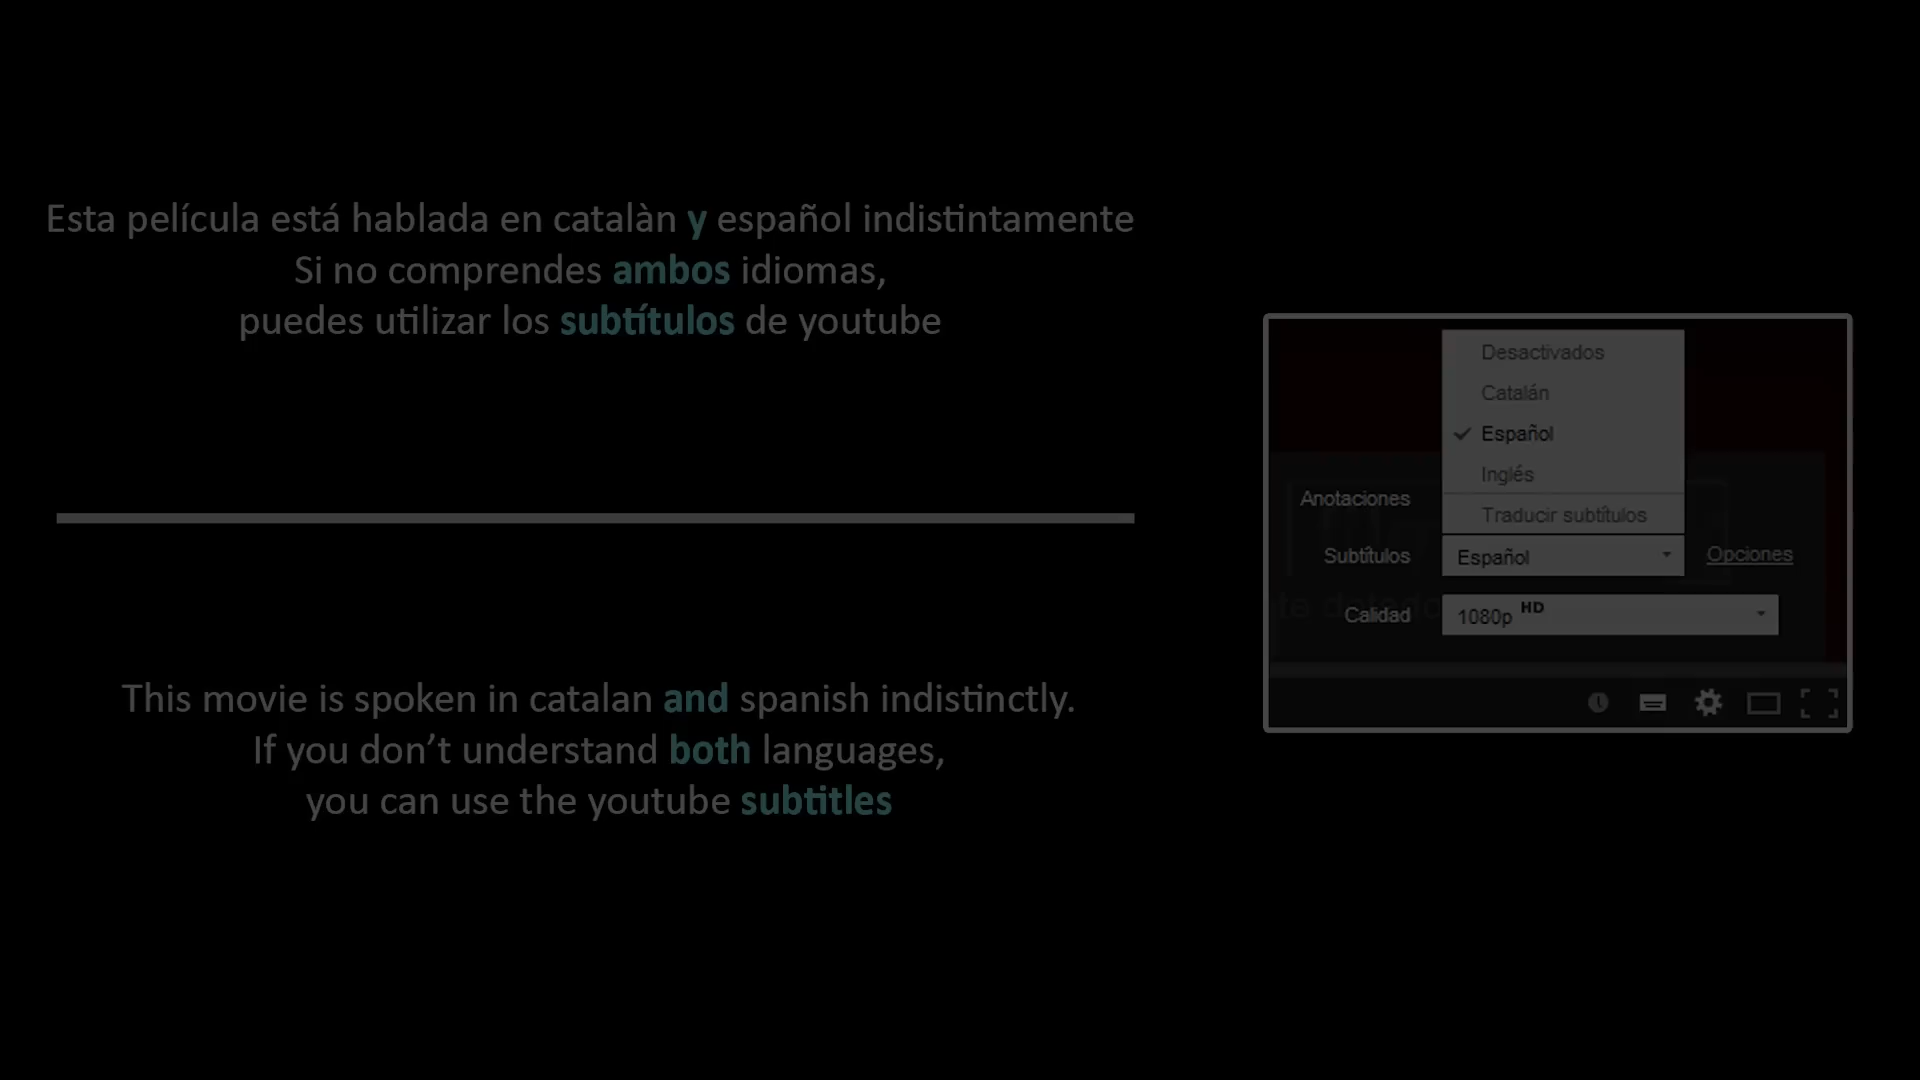 Esta película está hablada en catalàn y español indistintamente
Si no comprendes ambos idiomas,
puedes utilizar los subtítulos de youtube
This movie is spoken in catalan and spanish indistinctly.
If you don’t understand both languages,
you can use the youtube subtitles
Desactivados
Catalán
Español
Inglés
Traducir subtítulos
Anotaciones
Subtítulos Español Opciones
Calidad 1080p HD